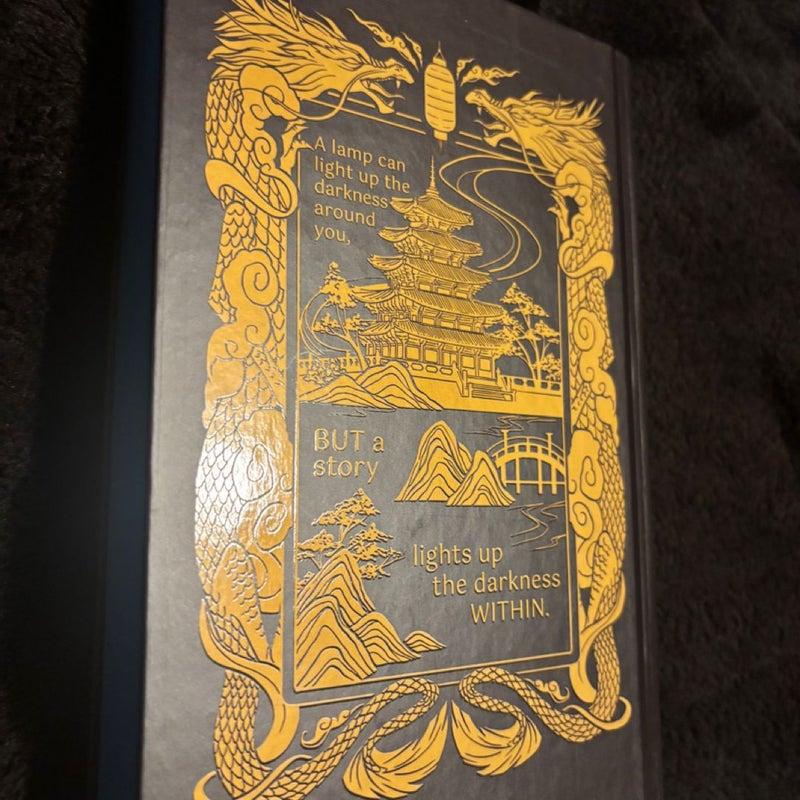 A lamp can
light up the
darkness
around
you,
BUT a
story
lights up
the darkness
WITHIN.